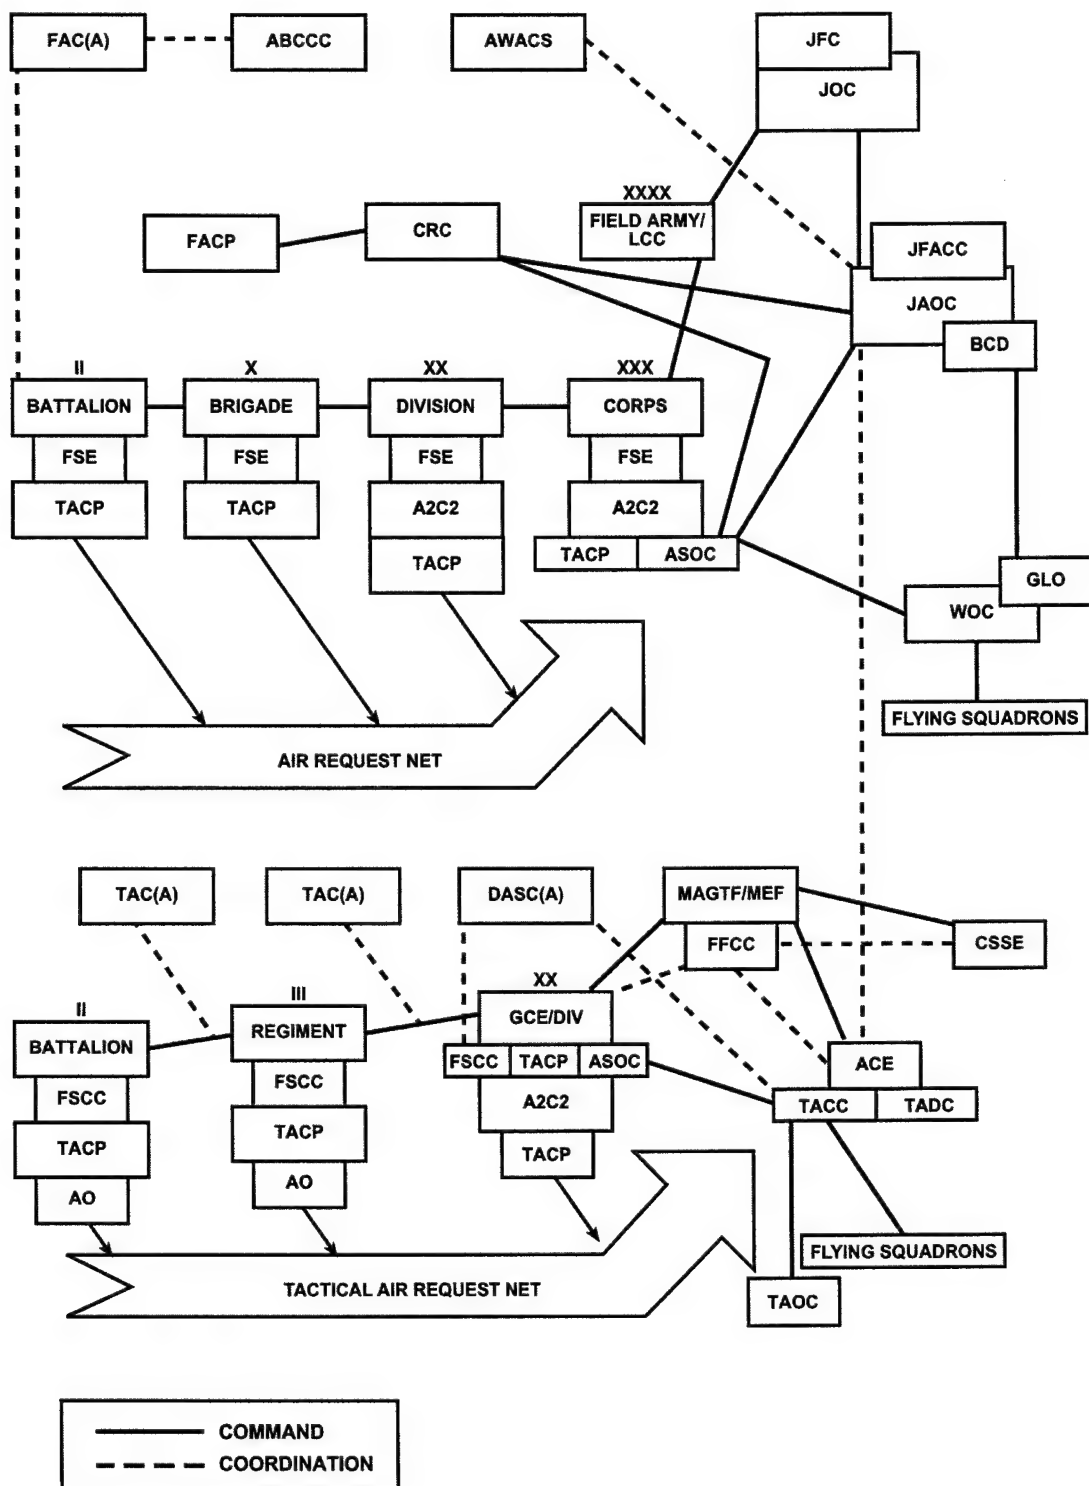 FAC(A)
ABCCC
AWACS
JFC
JOC
XXXX
FIELD ARMY/
LCC
FACP
CRC
JFACC
JAOC
BCD
II
X
XX
XXX
BATTALION
BRIGADE
DIVISION
CORPS
FSE
FSE
FSE
FSE
TACP
TACP
A2C2
A2C2
TACP
TACP
ASOC
GLO
WOC
FLYING SQUADRONS
AIR REQUEST NET
TAC(A)
TAC(A)
DASC(A)
MAGTF/MEF
FFCC
CSSE
II
III
XX
BATTALION
REGIMENT
GCE/DIV
FSCC
TACP
ASOC
ACE
TACC
TADC
FSCC
FSCC
A2C2
TACP
TACP
TACP
AO
AO
FLYING SQUADRONS
TACTICAL AIR REQUEST NET
TAOC
COMMAND
COORDINATION